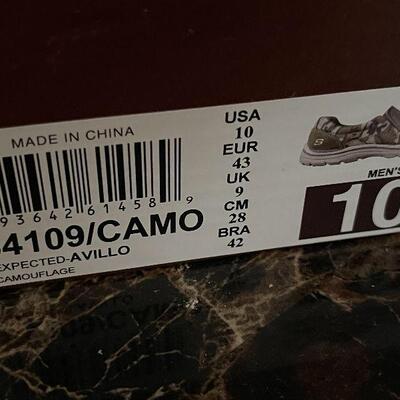 MADE IN CHINA
93642 61458 9
4109/CAMO
EXPECTED-AVILLO
CAMOUFLAGE
USA
10
EUR
43
UK
9
CM
28
BRA
42
S
MEN'S
10